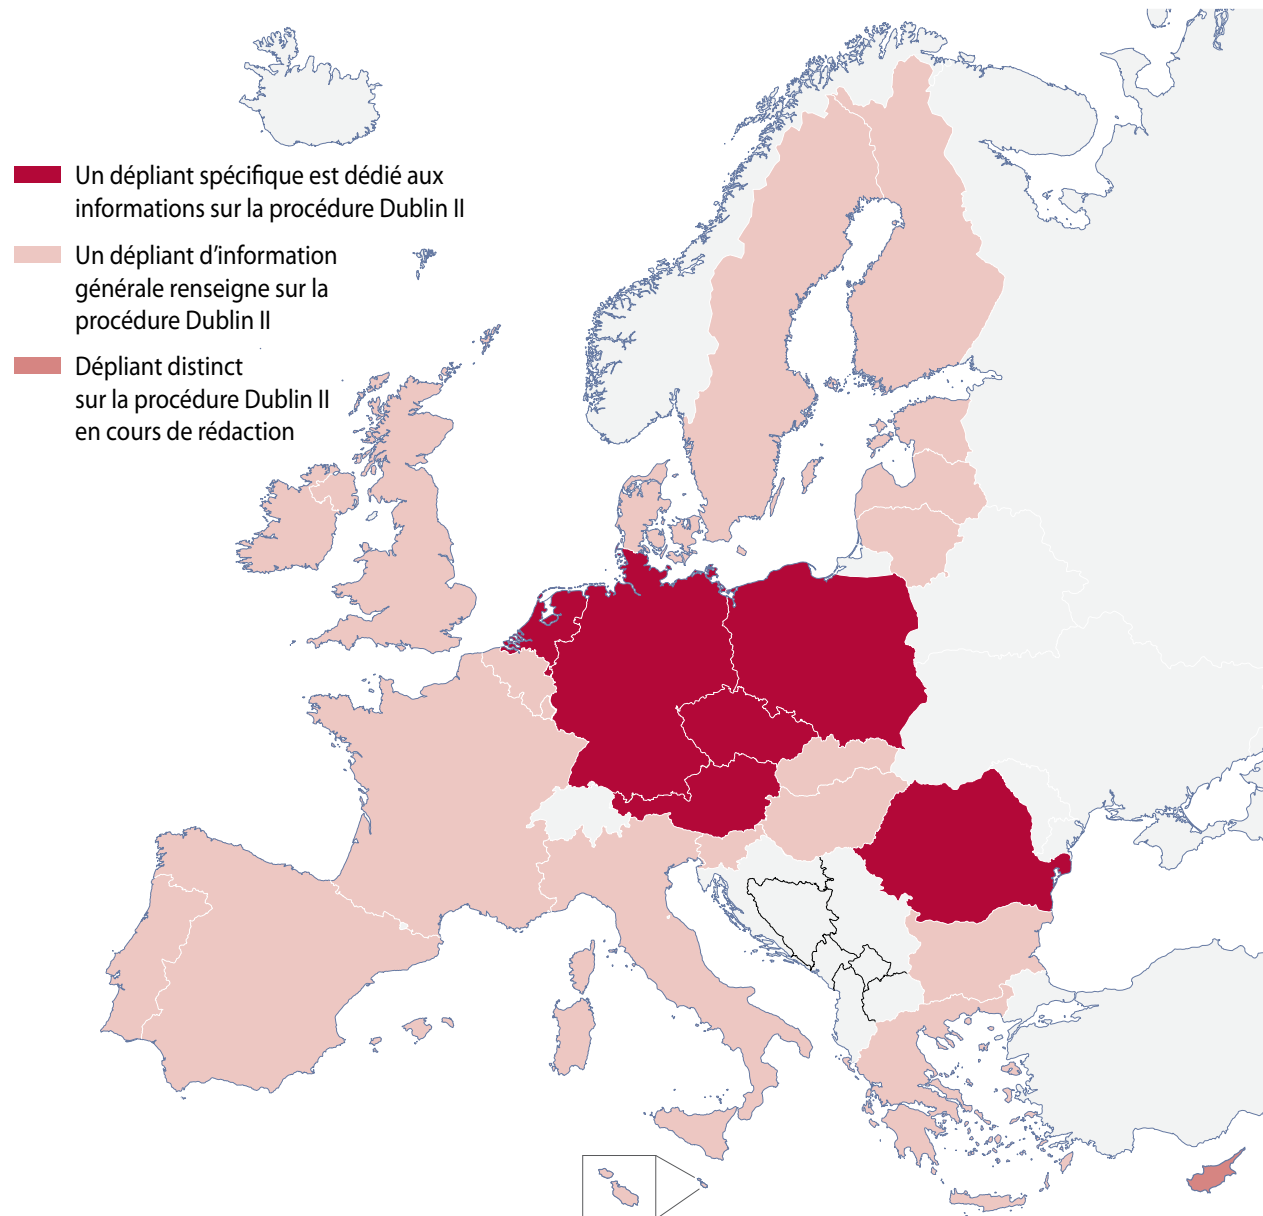 Un dépliant spécifique est dédié aux
informations sur la procédure Dublin II
Un dépliant d’information
générale renseigne sur la
procédure Dublin II
Dépliant distinct
sur la procédure Dublin II
en cours de rédaction